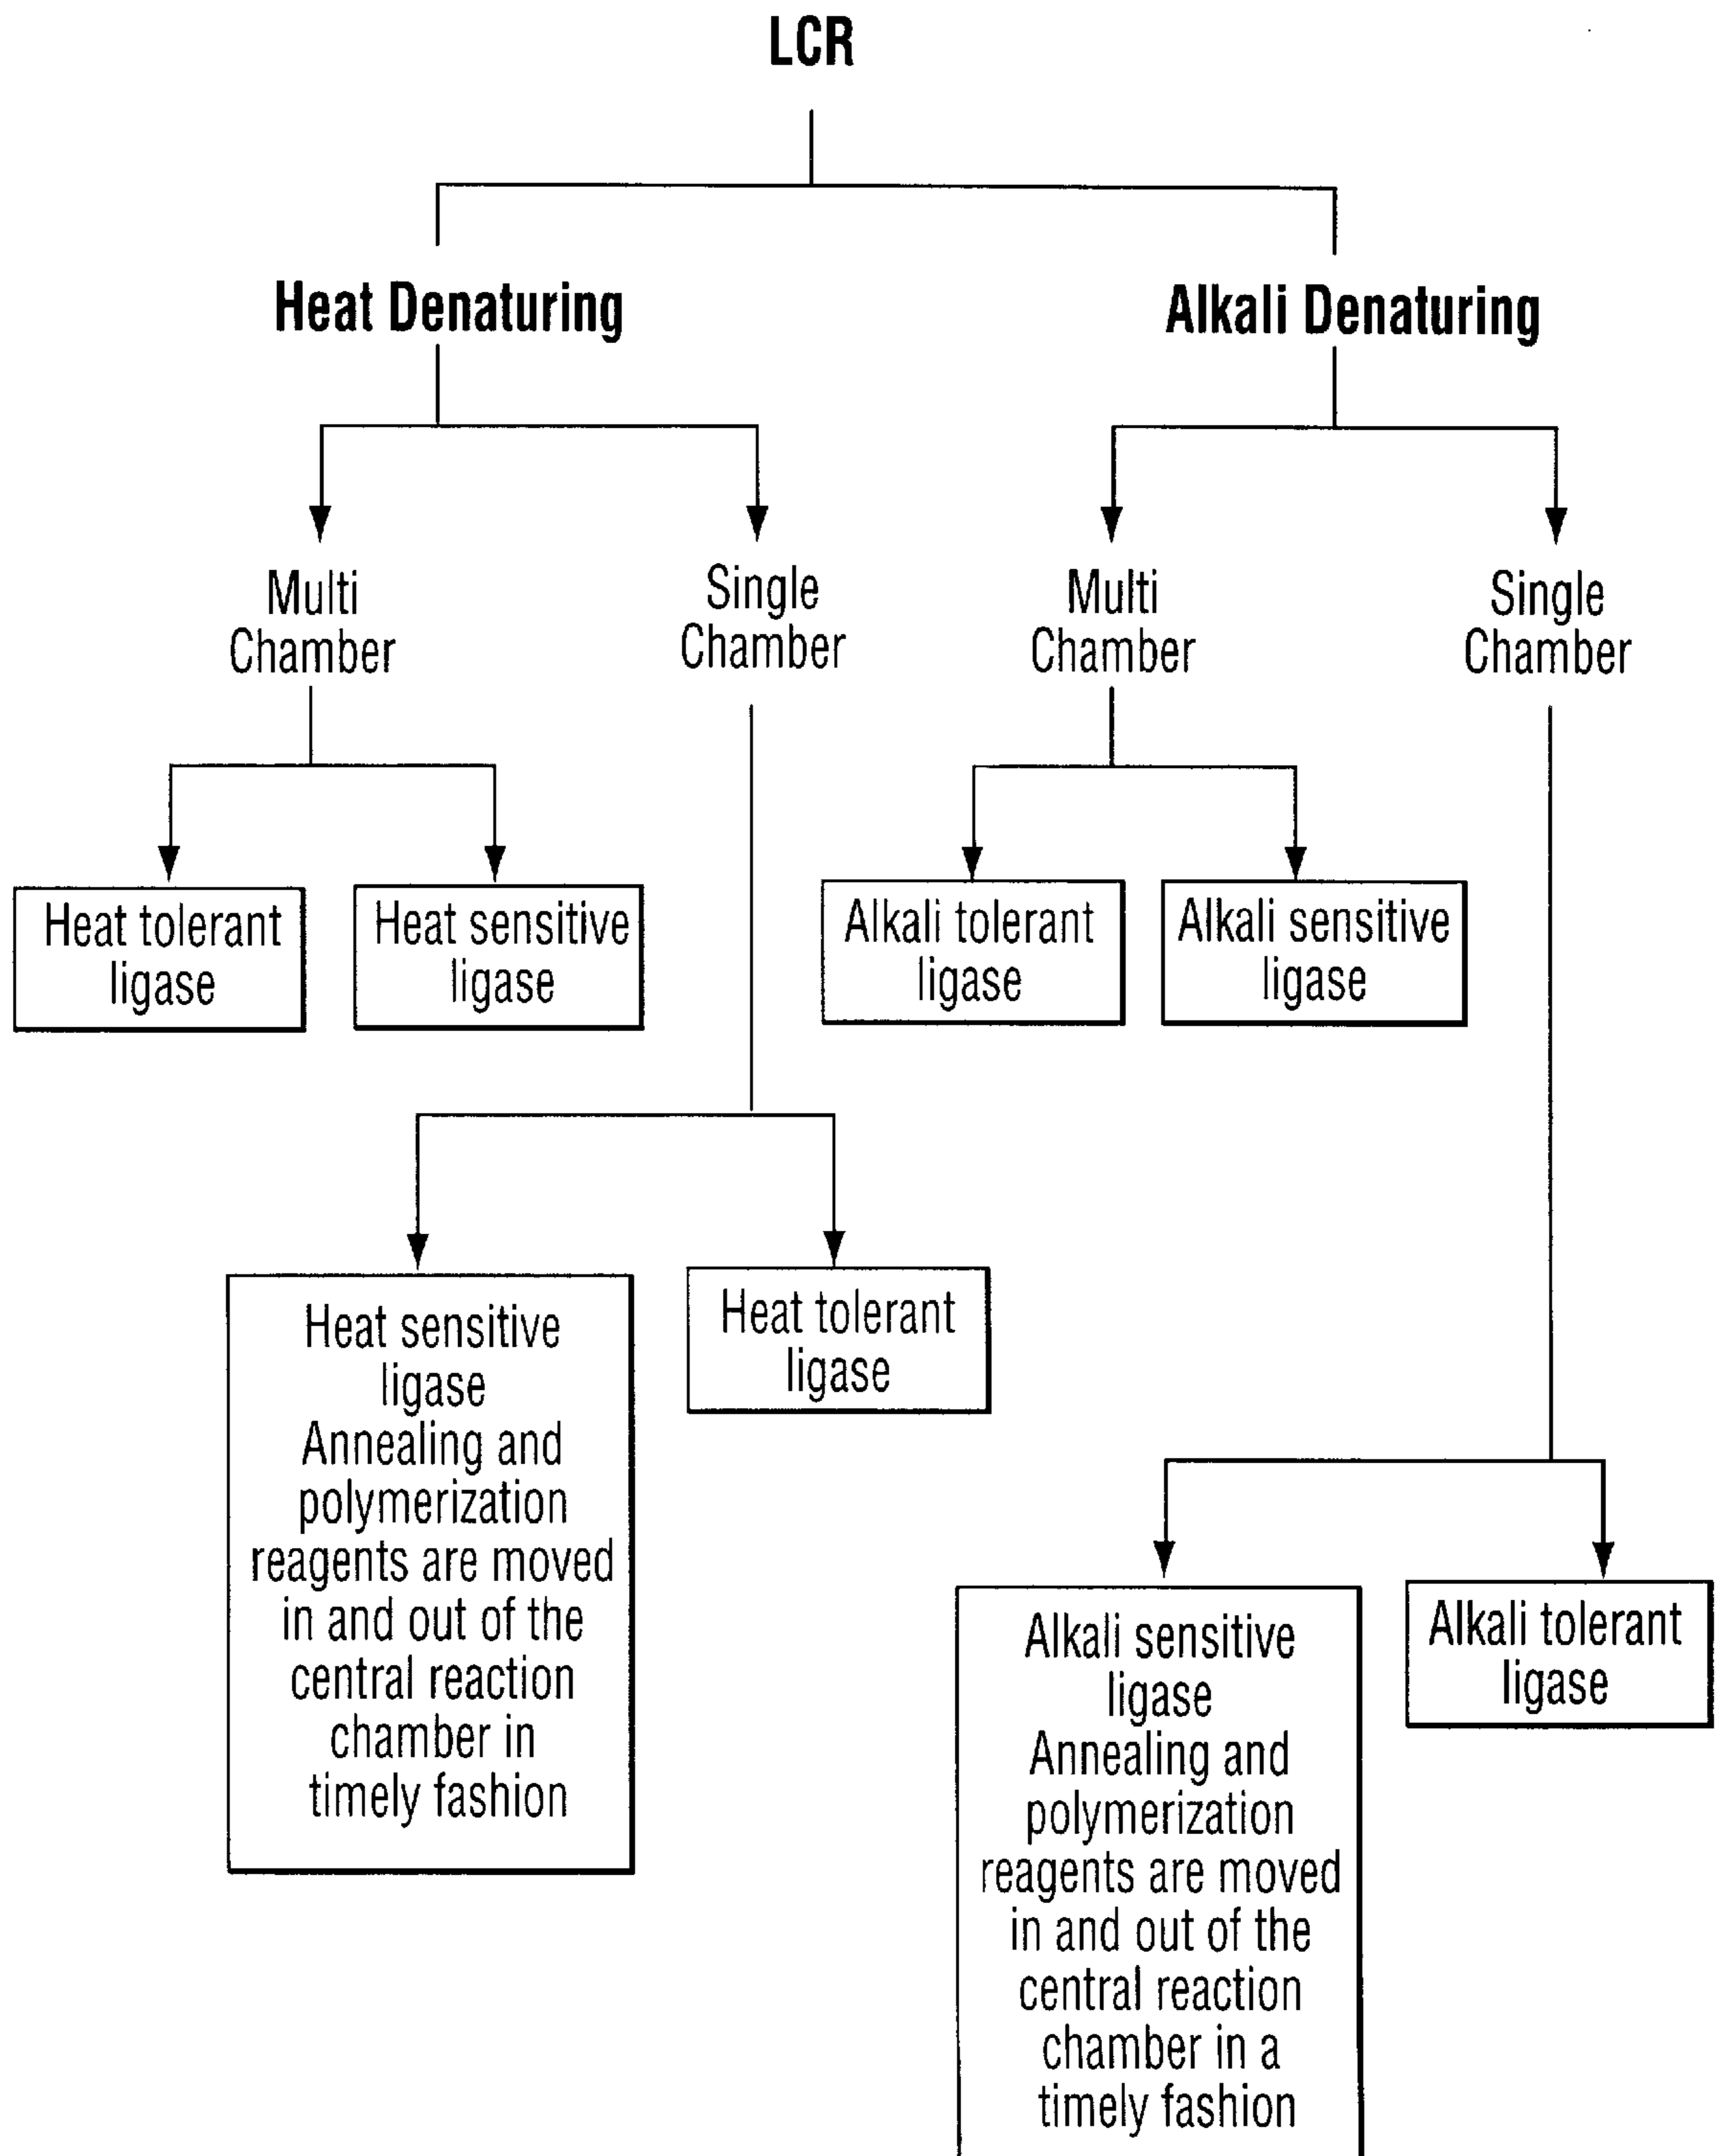 LCR
Heat Denaturing
Alkali Denaturing
Multi
Chamber
Single
Chamber
Multi
Chamber
Single
Chamber
Heat tolerant
ligase
Heat sensitive
ligase
Alkali tolerant
ligase
Alkali sensitive
ligase
Heat sensitive
ligase
Annealing and
polymerization
reagents are moved
in and out of the
central reaction
chamber in
timely fashion
Heat tolerant
ligase
Alkali sensitive
ligase
Annealing and
polymerization
reagents are moved
in and out of the
central reaction
chamber in a
timely fashion
Alkali tolerant
ligase